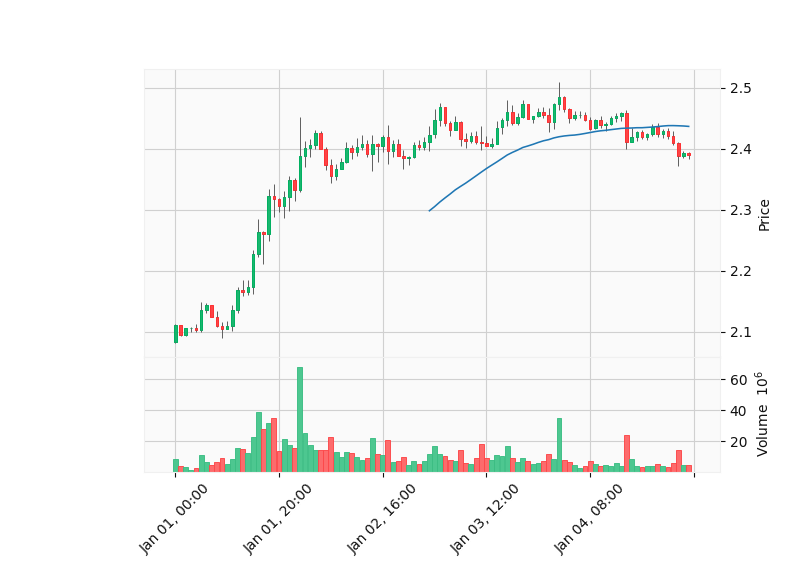 2.5
2.4
2.3
2.2
2.1
Price
60
40
20
Volume 10^6
Jan 01, 00:00
Jan 01, 20:00
Jan 02, 16:00
Jan 03, 12:00
Jan 04, 08:00